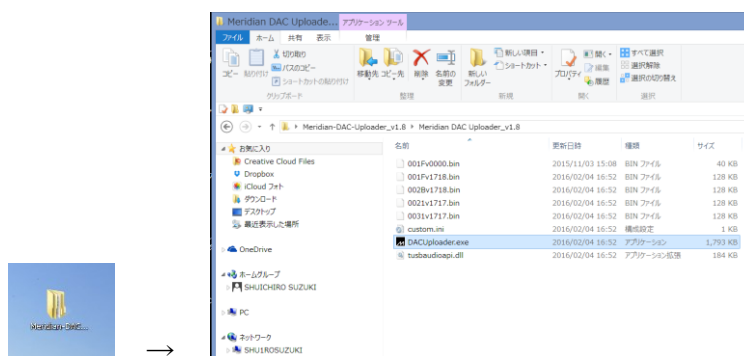 Meridian DAC Uploade... アプリケーション ツール
ファイル ホーム 共有 表示 管理
コピー 貼り付け 切り取り パスのコピー ショートカットの貼り付け
移動先 コピー先 削除 名前の変更
新しいフォルダー 新しい項目 ショートカット
プロパティ 開く 編集 履歴
すべて選択 選択解除 選択の切り替え
クリップボード 整理 新規 開く 選択
Meridian-DAC-Uploader_v1.8 Meridian DAC Uploader_v1.8
お気に入り
Creative Cloud Files
Dropbox
iCloud フォト
ダウンロード
デスクトップ
最近表示した場所
OneDrive
ホームグループ
SHUICHIRO SUZUKI
PC
ネットワーク
SHU1ROSUZUKI
名前 更新日時 種類 サイズ
001Fv0000.bin 2015/11/03 15:08 BIN ファイル 40 KB
001Fv1718.bin 2016/02/04 16:52 BIN ファイル 128 KB
002Bv1718.bin 2016/02/04 16:52 BIN ファイル 128 KB
0021v1717.bin 2016/02/04 16:52 BIN ファイル 128 KB
0031v1717.bin 2016/02/04 16:52 BIN ファイル 128 KB
custom.ini 2016/02/04 16:52 構成設定 1 KB
DACUploader.exe 2016/02/04 16:52 アプリケーション 1,793 KB
tusbaudioapi.dll 2016/02/04 16:52 アプリケーション拡張 184 KB
Meridian-DAC...
→